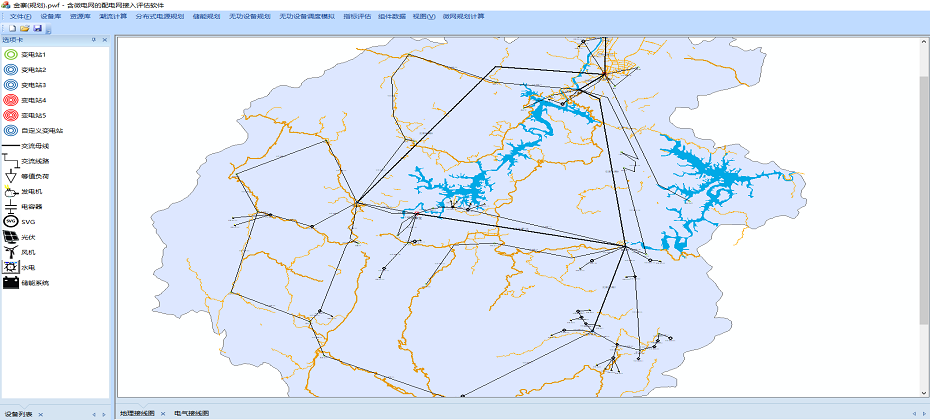 金寨(规划).pwf - 含微电网的配电网接入评估软件
文件(F) 设备库 资源库 潮流计算 分布式电源规划 储能规划 无功设备规划 无功设备调度模拟 指标评估 组件数据 视图(V) 微网规划计算
选项卡
变电站1
变电站2
变电站3
变电站4
变电站5
自定义变电站
交流母线
交流线路
等值负荷
发电机
电容器
SVG SVG
光伏
风机
水电
储能系统
设备列表
地理接线图 电气接线图